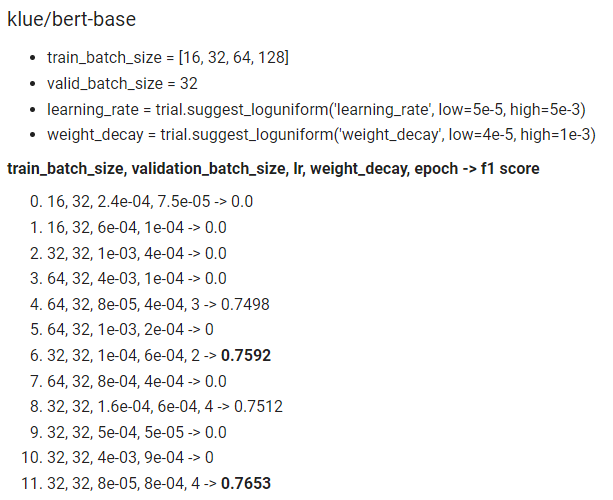 klue/bert-base
• train_batch_size = [16, 32, 64, 128]
• valid_batch_size = 32
• learning_rate = trial.suggest_loguniform('learning_rate', low=5e-5, high=5e-3)
• weight_decay = trial.suggest_loguniform('weight_decay', low=4e-5, high=1e-3)
train_batch_size, validation_batch_size, lr, weight_decay, epoch -> f1 score
0. 16, 32, 2.4e-04, 7.5e-05 -> 0.0
1. 16, 32, 6e-04, 1e-04 -> 0.0
2. 32, 32, 1e-03, 4e-04 -> 0.0
3. 64, 32, 4e-03, 1e-04 -> 0.0
4. 64, 32, 8e-05, 4e-04, 3 -> 0.7498
5. 64, 32, 1e-03, 2e-04 -> 0
6. 32, 32, 1e-04, 6e-04, 2 -> 0.7592
7. 64, 32, 8e-04, 4e-04 -> 0.0
8. 32, 32, 1.6e-04, 6e-04, 4 -> 0.7512
9. 32, 32, 5e-04, 5e-05 -> 0.0
10. 32, 32, 4e-03, 9e-04 -> 0
11. 32, 32, 8e-05, 8e-04, 4 -> 0.7653